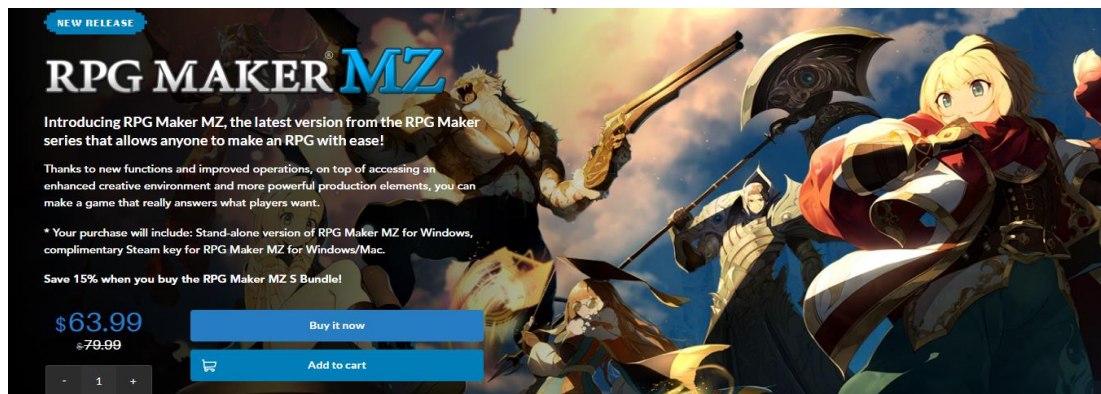 NEW RELEASE
RPG MAKER® MZ
Introducing RPG Maker MZ, the latest version from the RPG Maker
series that allows anyone to make an RPG with ease!
Thanks to new functions and improved operations, on top of accessing an
enhanced creative environment and more powerful production elements, you can
make a game that really answers what players want.
* Your purchase will include: Stand-alone version of RPG Maker MZ for Windows,
complimentary Steam key for RPG Maker MZ for Windows/Mac.
Save 15% when you buy the RPG Maker MZ S Bundle!
$63.99
$79.99
Buy it now
Add to cart
- 1 +